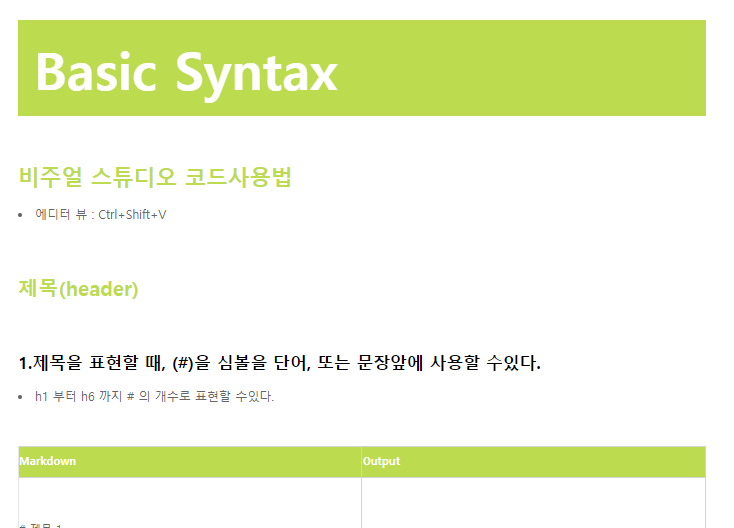 Basic Syntax
비주얼 스튜디오 코드사용법
• 에디터 뷰 : Ctrl+Shift+V
제목(header)
1.제목을 표현할 때, (#)을 심볼을 단어, 또는 문장앞에 사용할 수있다.
• h1 부터 h6 까지 # 의 개수로 표현할 수있다.
Markdown Output
# 제목 1